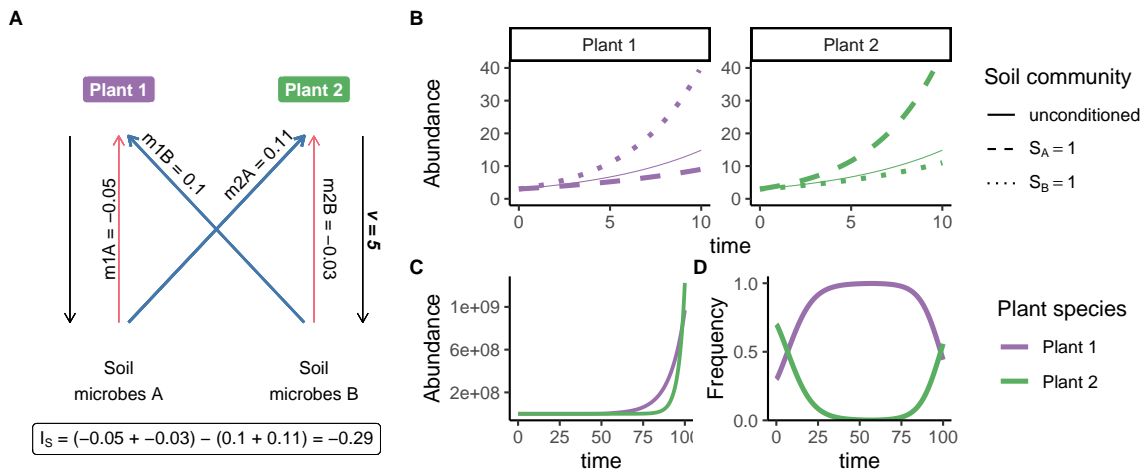 A
Plant 1
Plant 2
m1A = −0.05
m1B = 0.1
m2A = 0.11
m2B = −0.03
v = 5
Soil
microbes A
Soil
microbes B
I_S = (−0.05 + −0.03) − (0.1 + 0.11) = −0.29
B
Plant 1
Plant 2
Abundance
40
30
20
10
0
0
5
10
40
30
20
10
0
0
5
10
time
Soil community
unconditioned
S_A = 1
S_B = 1
C
Abundance
1e+09
6e+08
2e+08
0
25
50
75
100
time
D
Frequency
1.0
0.5
0.0
0
25
50
75
100
time
Plant species
Plant 1
Plant 2